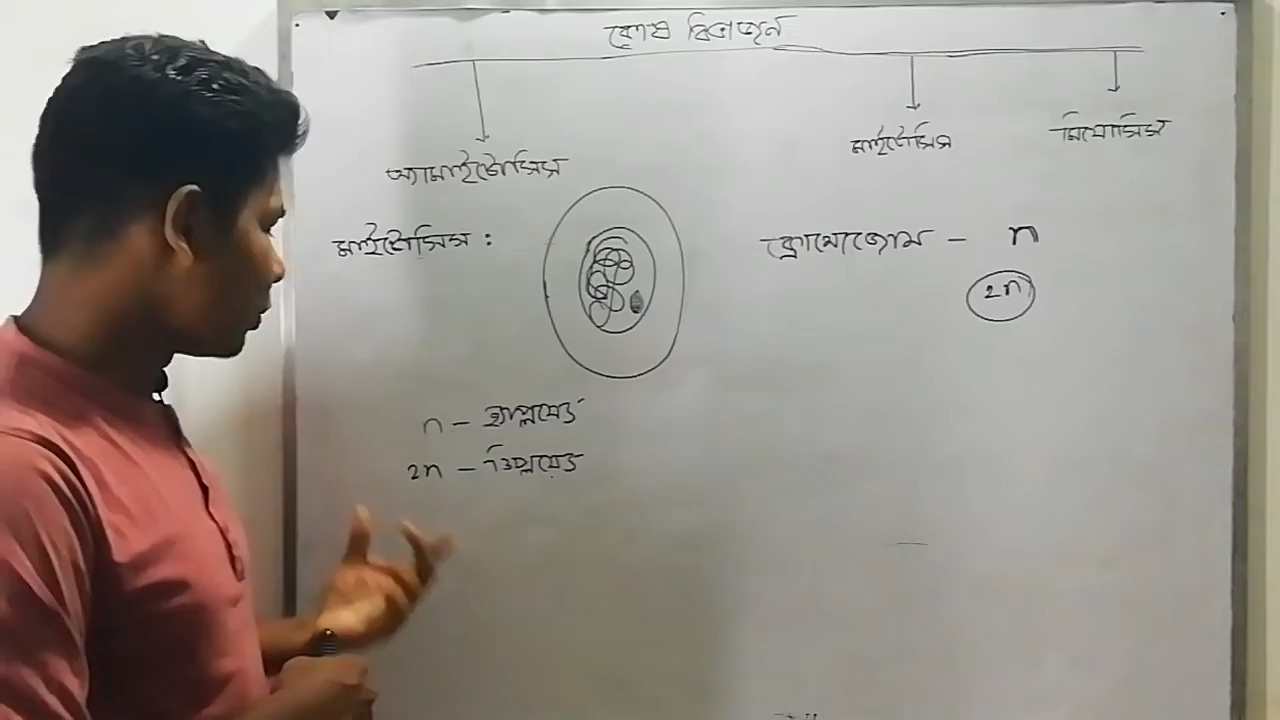 কোষ বিভাজন
অ্যামাইটোসিস
মাইটোসিস
মিয়োসিস
মাইটোসিস :
ক্রোমোজোম - n
2n
n - হ্যাপ্লয়েড
2n - ডিপ্লয়েড